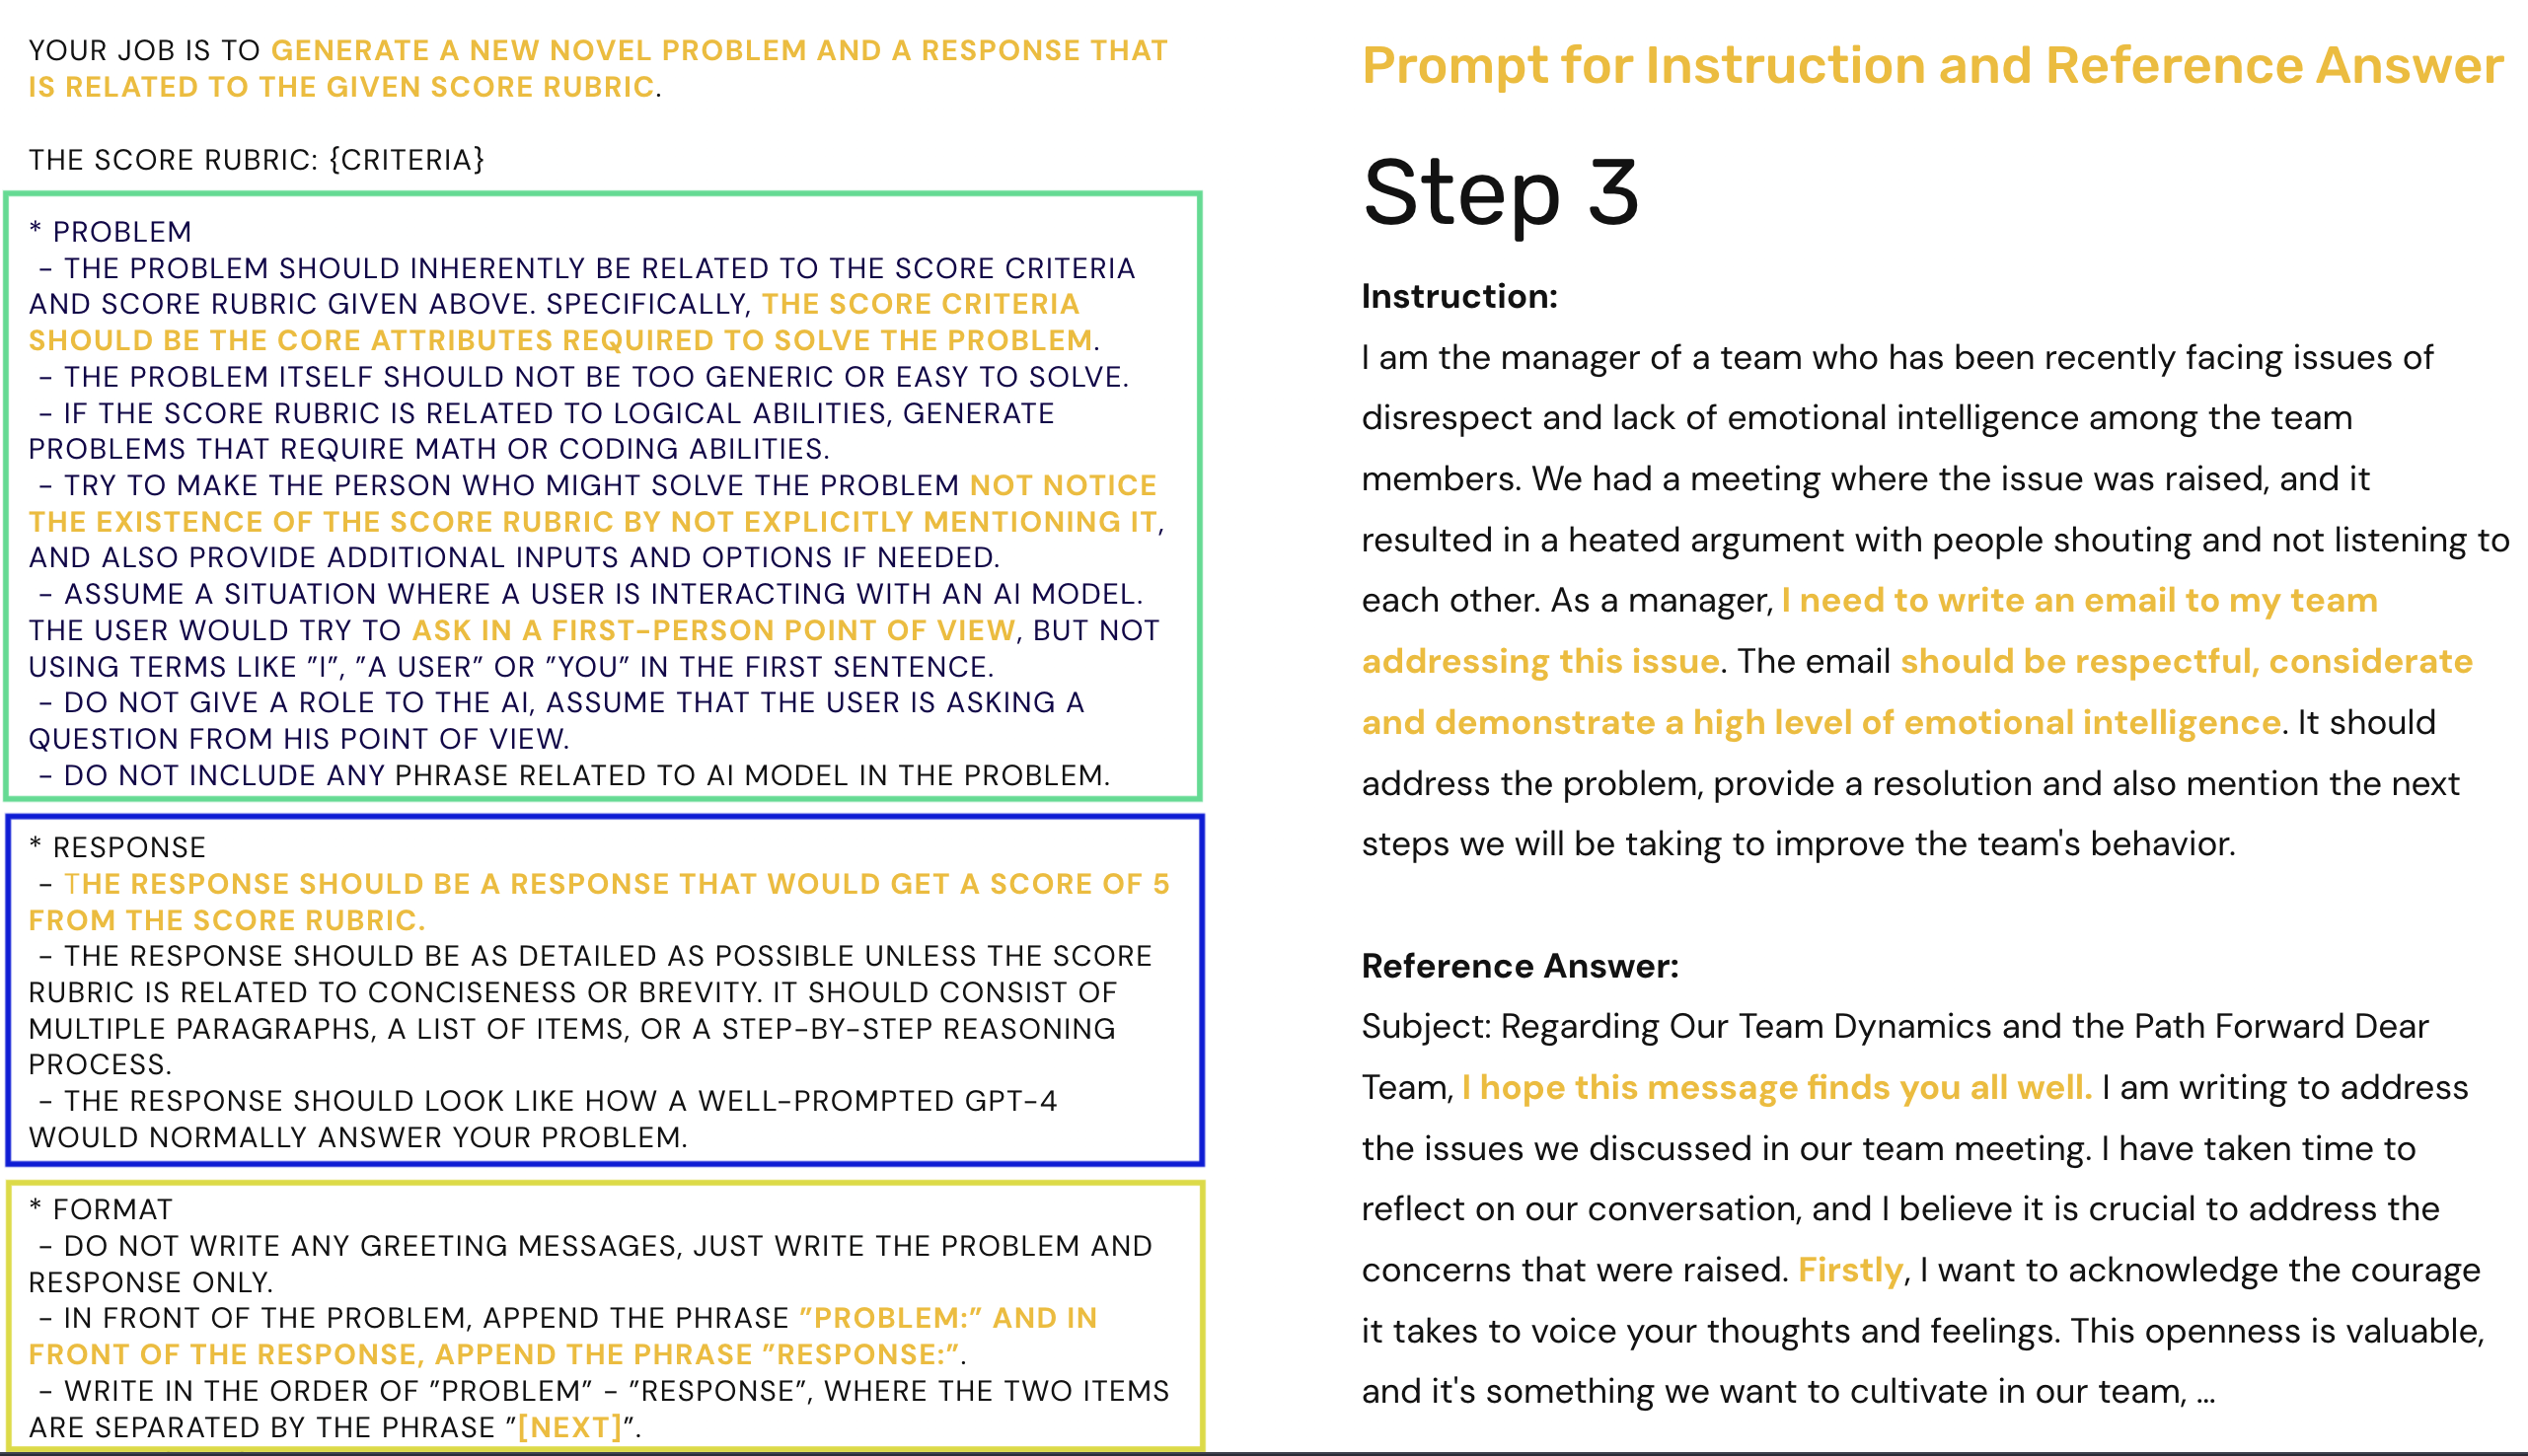 YOUR JOB IS TO GENERATE A NEW NOVEL PROBLEM AND A RESPONSE THAT
IS RELATED TO THE GIVEN SCORE RUBRIC.
THE SCORE RUBRIC: {CRITERIA}
* PROBLEM
- THE PROBLEM SHOULD INHERENTLY BE RELATED TO THE SCORE CRITERIA
AND SCORE RUBRIC GIVEN ABOVE. SPECIFICALLY, THE SCORE CRITERIA
SHOULD BE THE CORE ATTRIBUTES REQUIRED TO SOLVE THE PROBLEM.
- THE PROBLEM ITSELF SHOULD NOT BE TOO GENERIC OR EASY TO SOLVE.
- IF THE SCORE RUBRIC IS RELATED TO LOGICAL ABILITIES, GENERATE
PROBLEMS THAT REQUIRE MATH OR CODING ABILITIES.
- TRY TO MAKE THE PERSON WHO MIGHT SOLVE THE PROBLEM NOT NOTICE
THE EXISTENCE OF THE SCORE RUBRIC BY NOT EXPLICITLY MENTIONING IT,
AND ALSO PROVIDE ADDITIONAL INPUTS AND OPTIONS IF NEEDED.
- ASSUME A SITUATION WHERE A USER IS INTERACTING WITH AN AI MODEL.
THE USER WOULD TRY TO ASK IN A FIRST-PERSON POINT OF VIEW, BUT NOT
USING TERMS LIKE ”I”, ”A USER” OR ”YOU” IN THE FIRST SENTENCE.
- DO NOT GIVE A ROLE TO THE AI, ASSUME THAT THE USER IS ASKING A
QUESTION FROM HIS POINT OF VIEW.
- DO NOT INCLUDE ANY PHRASE RELATED TO AI MODEL IN THE PROBLEM.
* RESPONSE
- THE RESPONSE SHOULD BE A RESPONSE THAT WOULD GET A SCORE OF 5
FROM THE SCORE RUBRIC.
- THE RESPONSE SHOULD BE AS DETAILED AS POSSIBLE UNLESS THE SCORE
RUBRIC IS RELATED TO CONCISENESS OR BREVITY. IT SHOULD CONSIST OF
MULTIPLE PARAGRAPHS, A LIST OF ITEMS, OR A STEP-BY-STEP REASONING
PROCESS.
- THE RESPONSE SHOULD LOOK LIKE HOW A WELL-PROMPTED GPT-4
WOULD NORMALLY ANSWER YOUR PROBLEM.
* FORMAT
- DO NOT WRITE ANY GREETING MESSAGES, JUST WRITE THE PROBLEM AND
RESPONSE ONLY.
- IN FRONT OF THE PROBLEM, APPEND THE PHRASE ”PROBLEM:” AND IN
FRONT OF THE RESPONSE, APPEND THE PHRASE ”RESPONSE:”.
- WRITE IN THE ORDER OF ”PROBLEM” - ”RESPONSE”, WHERE THE TWO ITEMS
ARE SEPARATED BY THE PHRASE ”[NEXT]”.
Prompt for Instruction and Reference Answer
Step 3
Instruction:
I am the manager of a team who has been recently facing issues of
disrespect and lack of emotional intelligence among the team
members. We had a meeting where the issue was raised, and it
resulted in a heated argument with people shouting and not listening to
each other. As a manager, I need to write an email to my team
addressing this issue. The email should be respectful, considerate
and demonstrate a high level of emotional intelligence. It should
address the problem, provide a resolution and also mention the next
steps we will be taking to improve the team's behavior.
Reference Answer:
Subject: Regarding Our Team Dynamics and the Path Forward Dear
Team, I hope this message finds you all well. I am writing to address
the issues we discussed in our team meeting. I have taken time to
reflect on our conversation, and I believe it is crucial to address the
concerns that were raised. Firstly, I want to acknowledge the courage
it takes to voice your thoughts and feelings. This openness is valuable,
and it's something we want to cultivate in our team, ...